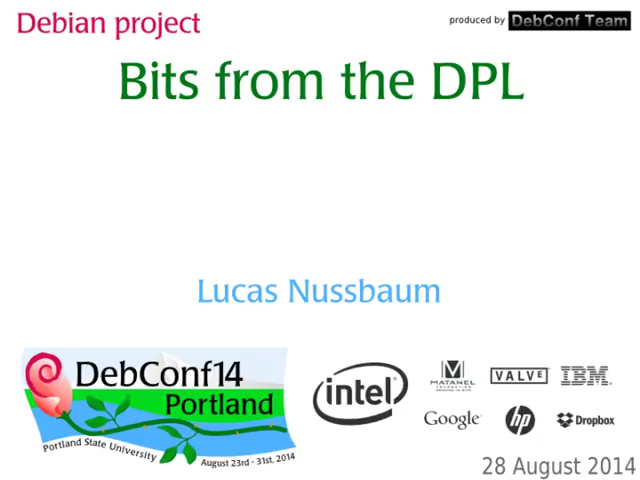 Debian project
produced by DebConf Team
Bits from the DPL
Lucas Nussbaum
DebConf14
Portland
Portland State University
August 23rd - 31st, 2014
intel
MATANEL
VALVE
IBM
Google
hp
Dropbox
28 August 2014